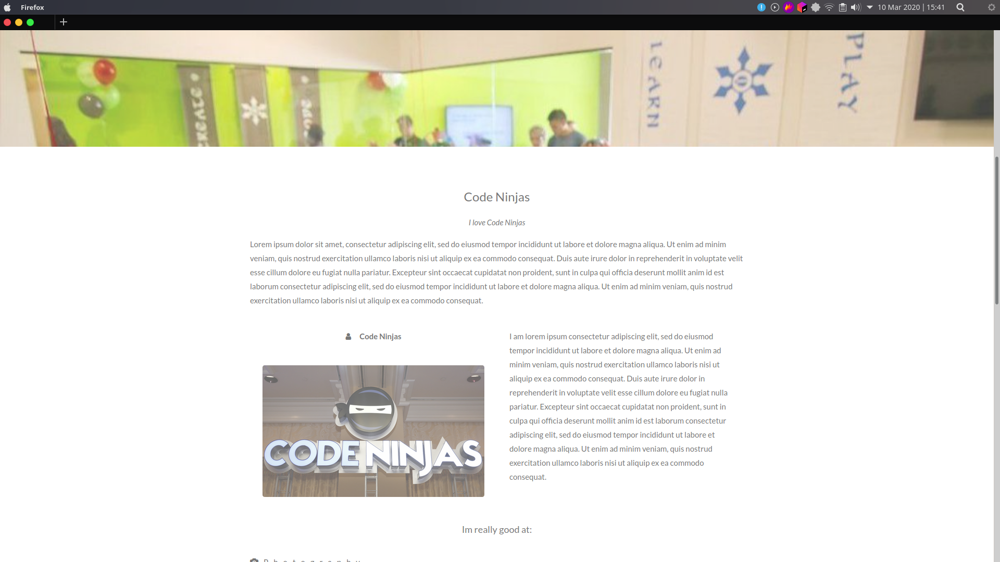 Firefox
10 Mar 2020 | 15:41
CREATE
LEARN
PLAY
Code Ninjas
I love Code Ninjas
Lorem ipsum dolor sit amet, consectetur adipiscing elit, sed do eiusmod tempor incididunt ut labore et dolore magna aliqua. Ut enim ad minim
veniam, quis nostrud exercitation ullamco laboris nisi ut aliquip ex ea commodo consequat. Duis aute irure dolor in reprehenderit in voluptate velit
esse cillum dolore eu fugiat nulla pariatur. Excepteur sint occaecat cupidatat non proident, sunt in culpa qui officia deserunt mollit anim id est
laborum consectetur adipiscing elit, sed do eiusmod tempor incididunt ut labore et dolore magna aliqua. Ut enim ad minim veniam, quis nostrud
exercitation ullamco laboris nisi ut aliquip ex ea commodo consequat.
Code Ninjas
CODE NINJAS
I am lorem ipsum consectetur adipiscing elit, sed do eiusmod
tempor incididunt ut labore et dolore magna aliqua. Ut enim ad
minim veniam, quis nostrud exercitation ullamco laboris nisi ut
aliquip ex ea commodo consequat. Duis aute irure dolor in
reprehenderit in voluptate velit esse cillum dolore eu fugiat nulla
pariatur. Excepteur sint occaecat cupidatat non proident, sunt in
culpa qui officia deserunt mollit anim id est laborum consectetur
adipiscing elit, sed do eiusmod tempor incididunt ut labore et
dolore magna aliqua. Ut enim ad minim veniam, quis nostrud
exercitation ullamco laboris nisi ut aliquip ex ea commodo
consequat.
Im really good at: